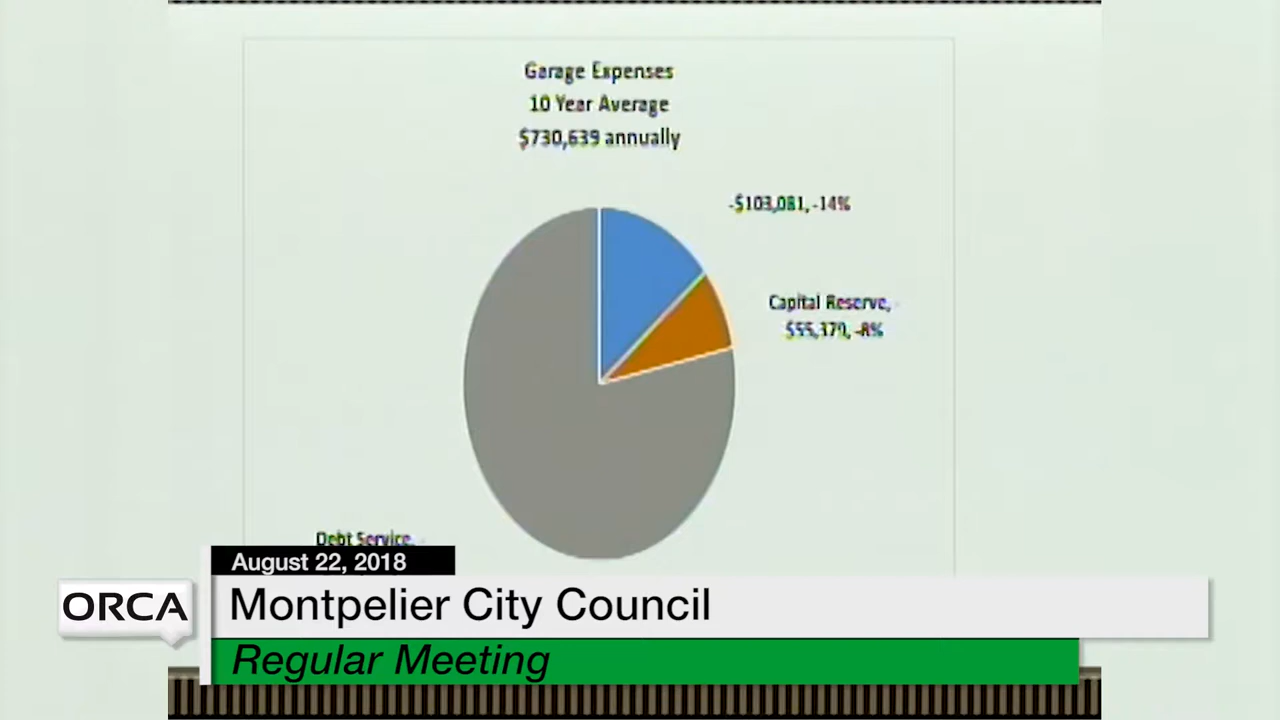 Garage Expenses
10 Year Average
$730,639 annually
-$103,081, -14%
Capital Reserve, -
$55,379, -8%
Debt Service, -
August 22, 2018
ORCA
Montpelier City Council
Regular Meeting